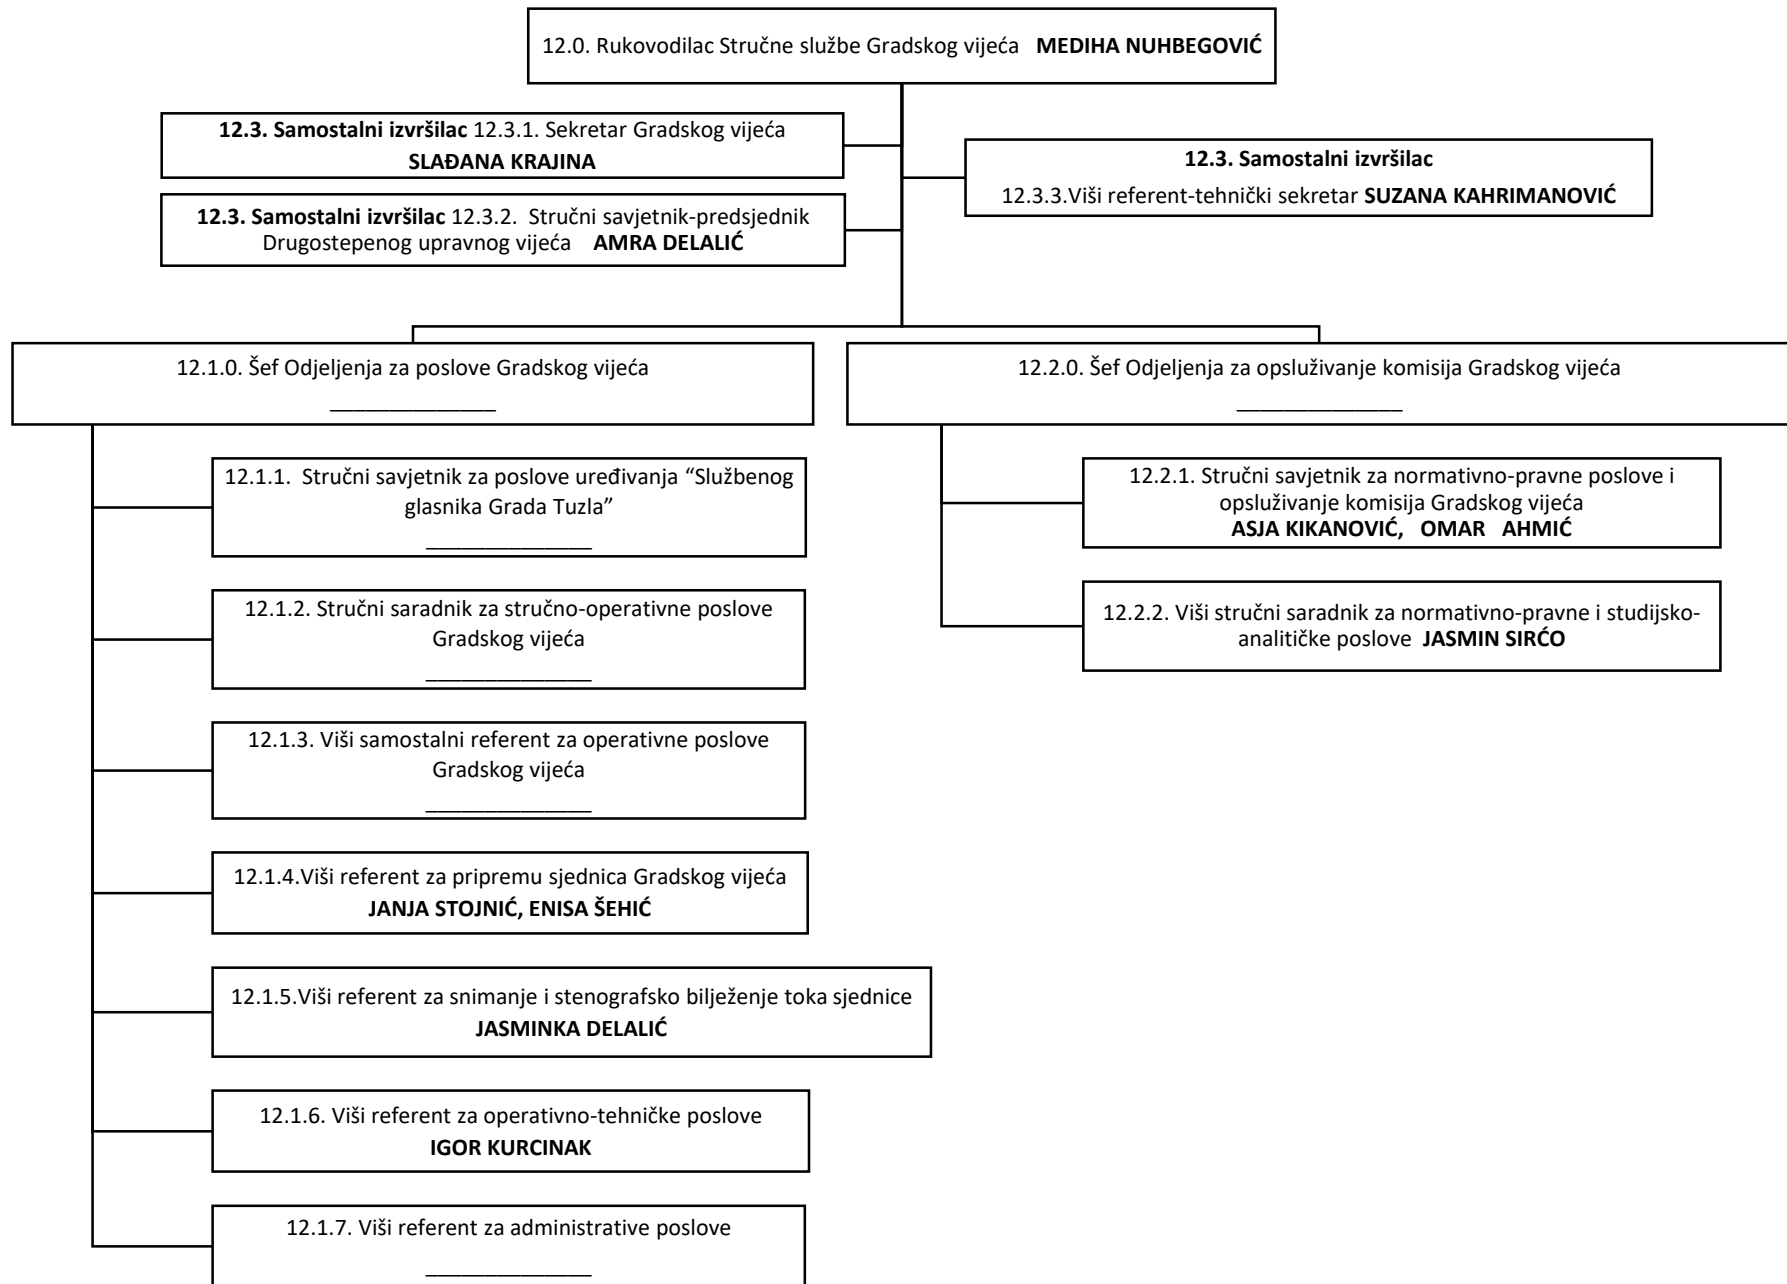 12.0. Rukovodilac Stručne službe Gradskog vijeća MEDIHA NUHBEGOVIĆ
12.3. Samostalni izvršilac 12.3.1. Sekretar Gradskog vijeća
SLAĐANA KRAJINA
12.3. Samostalni izvršilac
12.3.3.Viši referent-tehnički sekretar SUZANA KAHRIMANOVIĆ
12.3. Samostalni izvršilac 12.3.2. Stručni savjetnik-predsjednik
Drugostepenog upravnog vijeća AMRA DELALIĆ
12.1.0. Šef Odjeljenja za poslove Gradskog vijeća
______________
12.1.1. Stručni savjetnik za poslove uređivanja “Službenog
glasnika Grada Tuzla”
______________
12.1.2. Stručni saradnik za stručno-operativne poslove
Gradskog vijeća
______________
12.1.3. Viši samostalni referent za operativne poslove
Gradskog vijeća
______________
12.1.4.Viši referent za pripremu sjednica Gradskog vijeća
JANJA STOJNIĆ, ENISA ŠEHIĆ
12.1.5.Viši referent za snimanje i stenografsko bilježenje toka sjednice
JASMINKA DELALIĆ
12.1.6. Viši referent za operativno-tehničke poslove
IGOR KURCINAK
12.1.7. Viši referent za administrative poslove
______________
12.2.0. Šef Odjeljenja za opsluživanje komisija Gradskog vijeća
______________
12.2.1. Stručni savjetnik za normativno-pravne poslove i
opsluživanje komisija Gradskog vijeća
ASJA KIKANOVIĆ, OMAR AHMIĆ
12.2.2. Viši stručni saradnik za normativno-pravne i studijsko-
analitičke poslove JASMIN SIRĆO